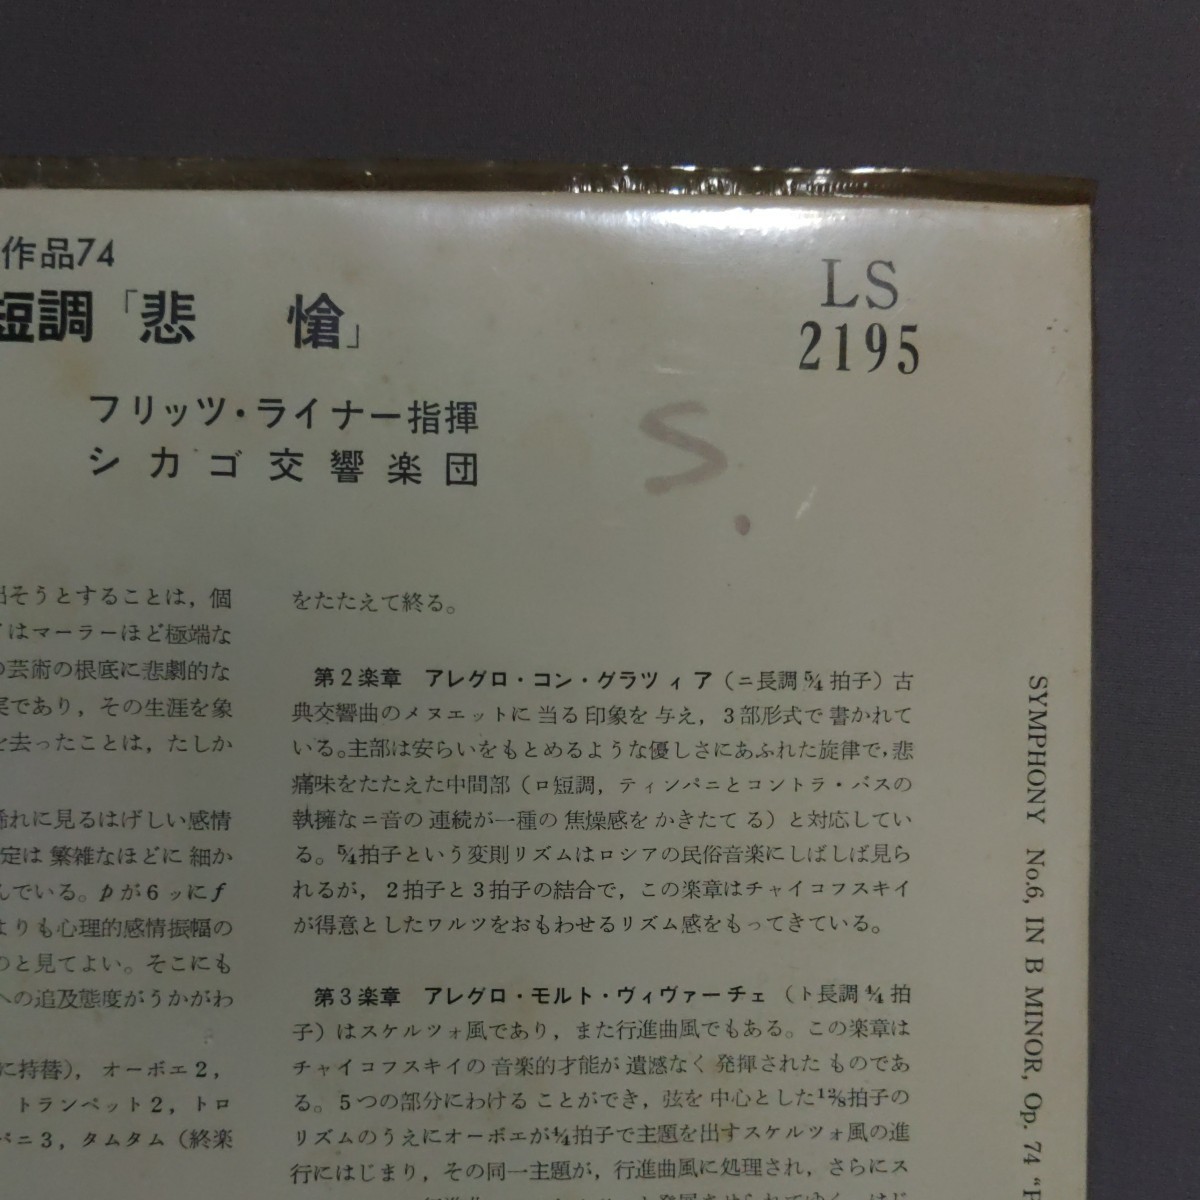 作品74
短調「悲 愴」
フリッツ・ライナー指揮
シカゴ交響楽団
LS
2195
S.
出そうとすることは，個
はマーラーほど極端な
の芸術の根底に悲劇的な
実であり，その生涯を象
を去ったことは，たしか
れに見るはげしい感情
定は繁雑なほどに細か
んでいる。pが6ッにf
よりも心理的感情振幅の
のと見てよい。そこにも
への追及態度がうかがわ
に持替)，オーボエ2，
トランペット2，トロ
パニ3，タムタム（終楽
をたたえて終る。
第2楽章 アレグロ・コン・グラツィア（ニ長調5/4拍子）古
典交響曲のメヌエットに当る印象を与え，3部形式で書かれて
いる。主部は安らいをもとめるような優しさにあふれた旋律で，悲
痛味をたたえた中間部（ロ短調，ティンパニとコントラ・バスの
執擁なニ音の連続が一種の焦燥感をかきたてる）と対応してい
る。5/4拍子という変則リズムはロシアの民俗音楽にしばしば見ら
れるが，2拍子と3拍子の結合で，この楽章はチャイコフスキイ
が得意としたワルツをおもわせるリズム感をもってきている。
第3楽章 アレグロ・モルト・ヴィヴァーチェ（ト長調4/4拍
子）はスケルツォ風であり，また行進曲風でもある。この楽章は
チャイコフスキイの音楽的才能が遺憾なく発揮されたものであ
る。5つの部分にわけることができ，弦を中心とした12/8拍子の
リズムのうえにオーボエが4/4拍子で主題を出すスケルツォ風の進
行にはじまり，その同一主題が，行進曲風に処理され，さらにス
SYMPHONY No.6, IN B MINOR, Op. 74 "P